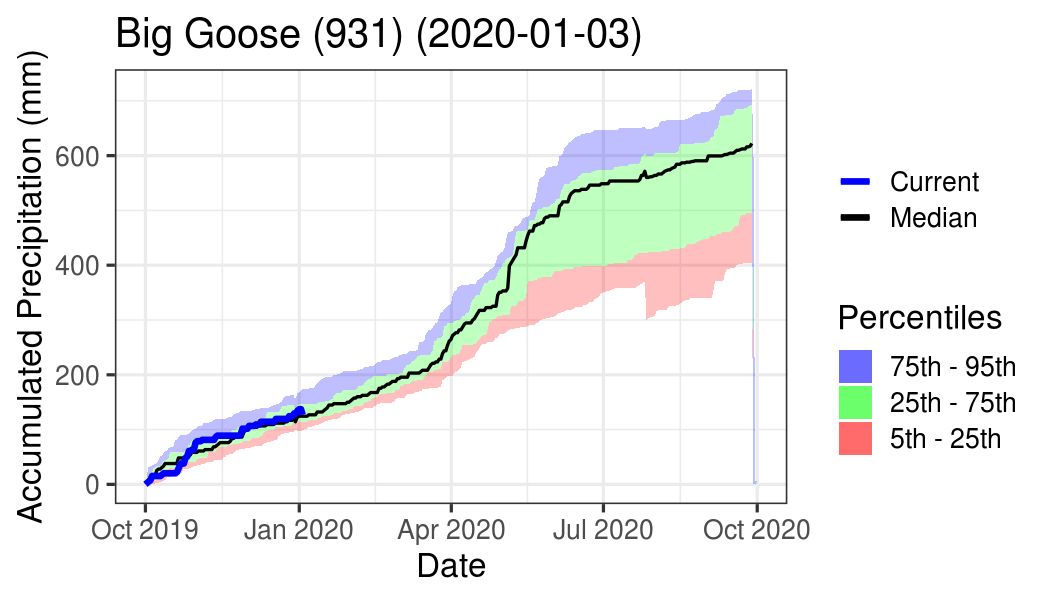 Big Goose (931) (2020-01-03)
Accumulated Precipitation (mm)
600
400
200
0
Oct 2019
Jan 2020
Apr 2020
Jul 2020
Oct 2020
Date
Current
Median
Percentiles
75th - 95th
25th - 75th
5th - 25th